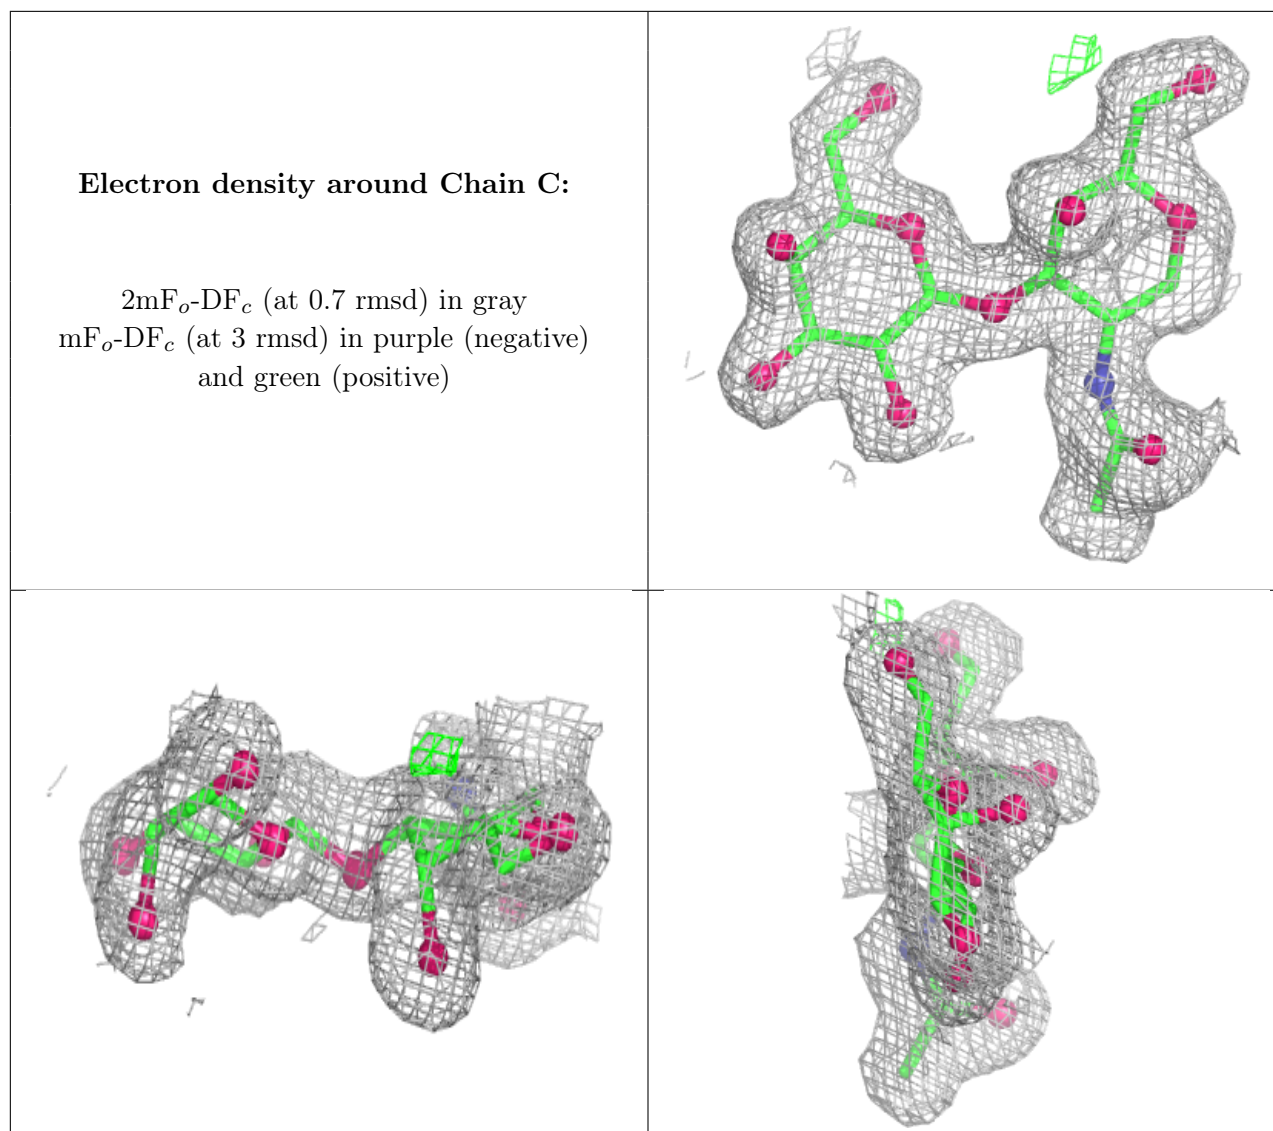 Electron density around Chain C:
2mFₒ-DF𝒸 (at 0.7 rmsd) in gray
mFₒ-DF𝒸 (at 3 rmsd) in purple (negative)
and green (positive)